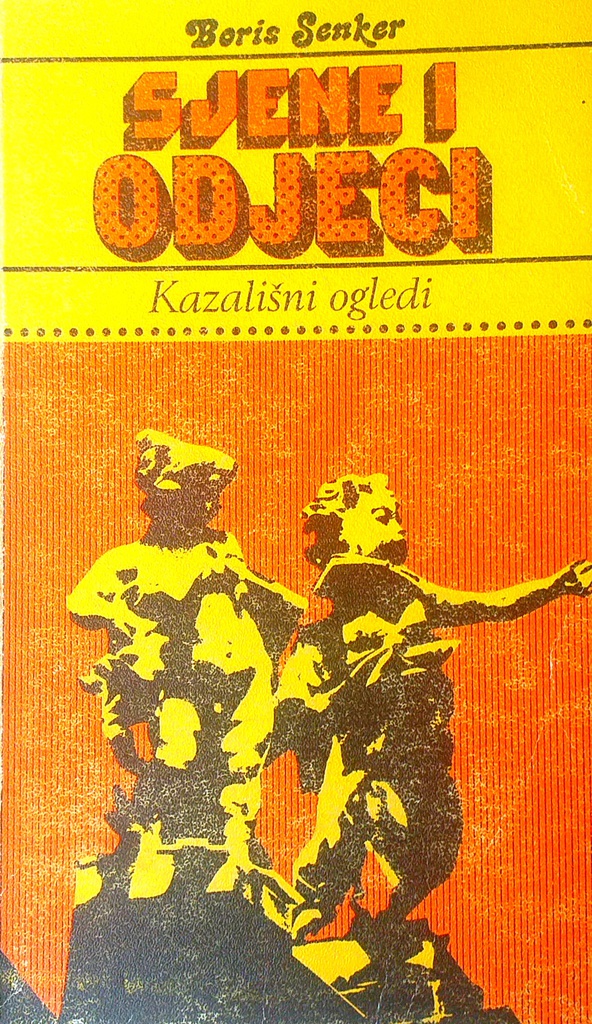 Boris Senker
SJENE I
ODJECI
Kazališni ogledi